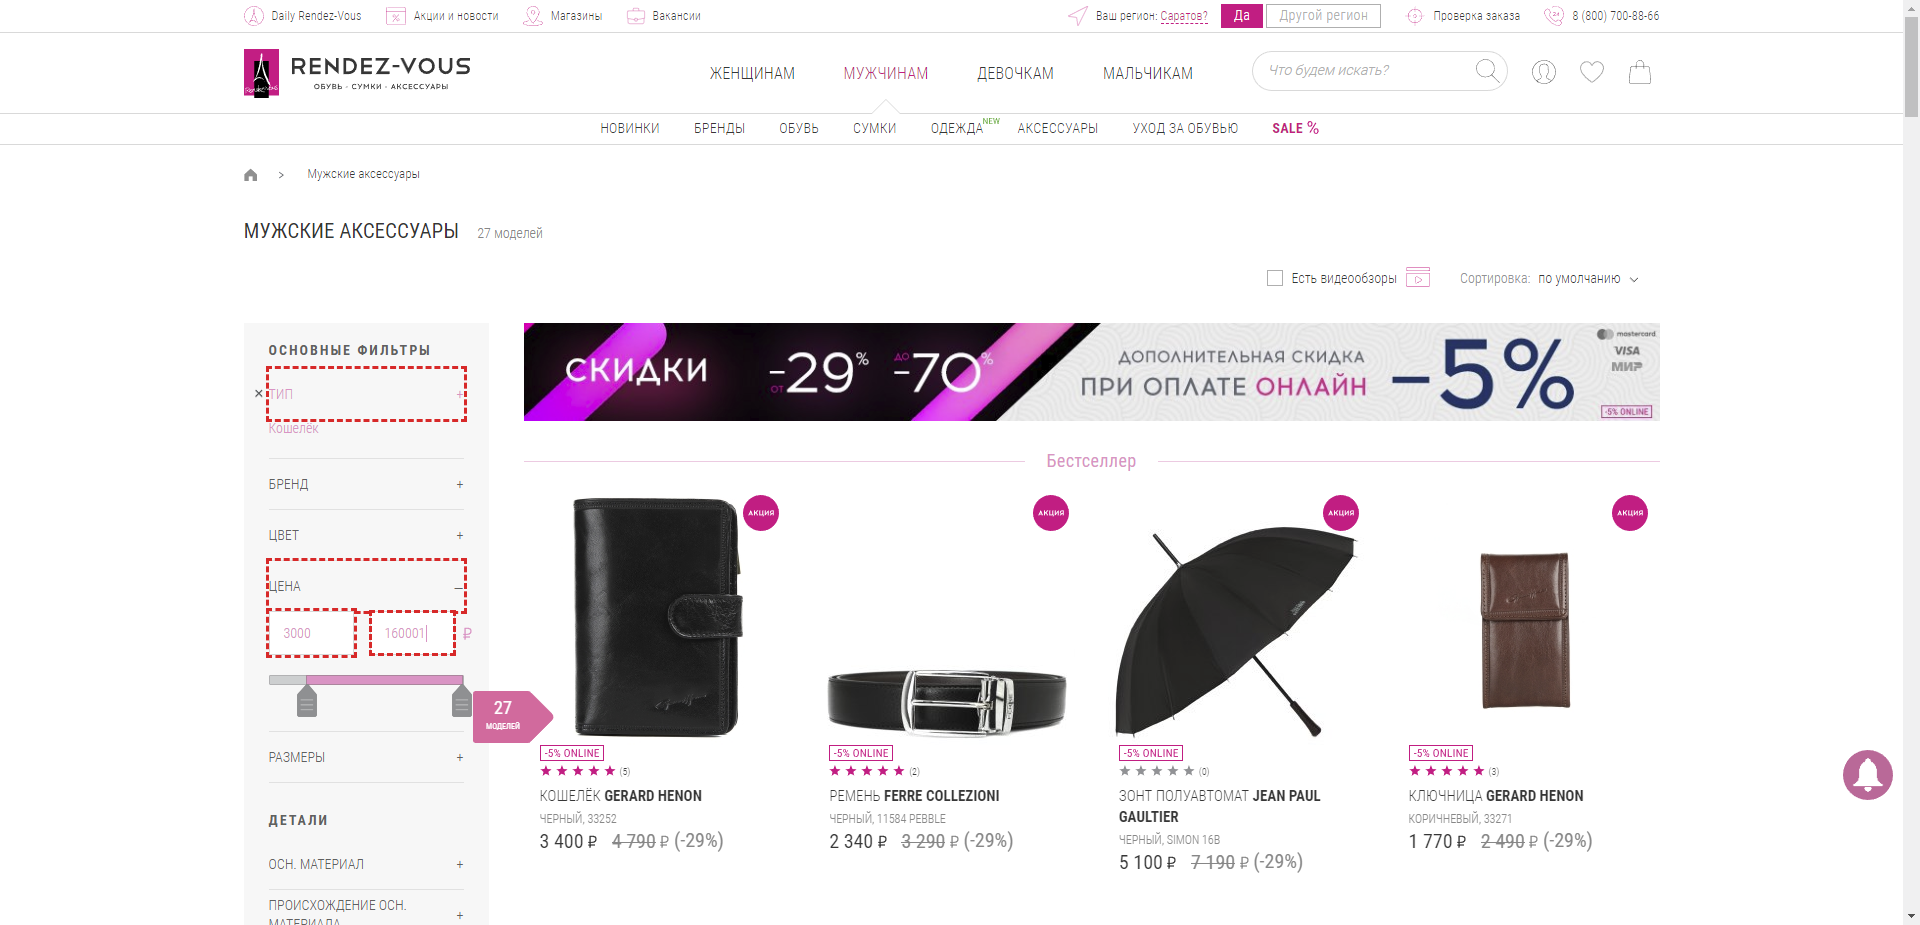 Daily Rendez-Vous
Акции и новости
Магазины
Вакансии
Ваш регион: Саратов?
Да
Другой регион
Проверка заказа
8 (800) 700-88-66
RENDEZ-VOUS
ОБУВЬ · СУМКИ · АКСЕССУАРЫ
ЖЕНЩИНАМ
МУЖЧИНАМ
ДЕВОЧКАМ
МАЛЬЧИКАМ
Что будем искать?
НОВИНКИ
БРЕНДЫ
ОБУВЬ
СУМКИ
ОДЕЖДА NEW
АКСЕССУАРЫ
УХОД ЗА ОБУВЬЮ
SALE %
> Мужские аксессуары
МУЖСКИЕ АКСЕССУАРЫ 27 моделей
Есть видеообзоры
Сортировка: по умолчанию
ОСНОВНЫЕ ФИЛЬТРЫ
× ТИП +
Кошелёк
БРЕНД +
ЦВЕТ +
ЦЕНА –
3000 160001 ₽
27
МОДЕЛЕЙ
РАЗМЕРЫ +
ДЕТАЛИ
ОСН. МАТЕРИАЛ +
ПРОИСХОЖДЕНИЕ ОСН.
МАТЕРИАЛА +
СКИДКИ ОТ -29% ДО -70%
ДОПОЛНИТЕЛЬНАЯ СКИДКА
ПРИ ОПЛАТЕ ОНЛАЙН
-5%
mastercard
VISA
МИР
-5% ONLINE
Бестселлер
АКЦИЯ
-5% ONLINE
(5)
КОШЕЛЁК GERARD HENON
ЧЕРНЫЙ, 33252
3 400 ₽ 4 790 ₽ (-29%)
АКЦИЯ
-5% ONLINE
(2)
РЕМЕНЬ FERRE COLLEZIONI
ЧЕРНЫЙ, 11584 PEBBLE
2 340 ₽ 3 290 ₽ (-29%)
АКЦИЯ
-5% ONLINE
(0)
ЗОНТ ПОЛУАВТОМАТ JEAN PAUL
GAULTIER
ЧЕРНЫЙ, SIMON 16B
5 100 ₽ 7 190 ₽ (-29%)
АКЦИЯ
-5% ONLINE
(3)
КЛЮЧНИЦА GERARD HENON
КОРИЧНЕВЫЙ, 33271
1 770 ₽ 2 490 ₽ (-29%)